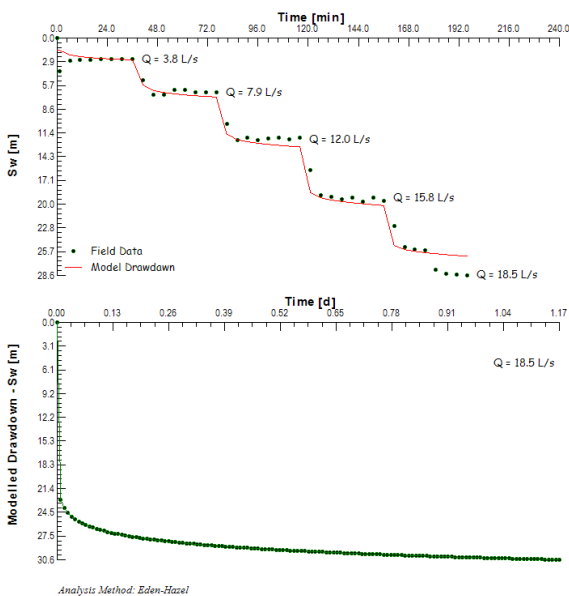 Time [min]
0.0 24.0 48.0 72.0 96.0 120.0 144.0 168.0 192.0 216.0 240.0
0.0
2.9
5.7
8.6
11.4
14.3
17.1
20.0
22.8
25.7
28.6
Sw [m]
Q = 3.8 L/s
Q = 7.9 L/s
Q = 12.0 L/s
Q = 15.8 L/s
Q = 18.5 L/s
Field Data
Model Drawdawn
Time [d]
0.00 0.13 0.26 0.39 0.52 0.65 0.78 0.91 1.04 1.17
0.0
3.1
6.1
9.2
12.2
15.3
18.3
21.4
24.5
27.5
30.6
Modelled Drawdown - Sw [m]
Q = 18.5 L/s
Analysis Method: Eden-Hazel